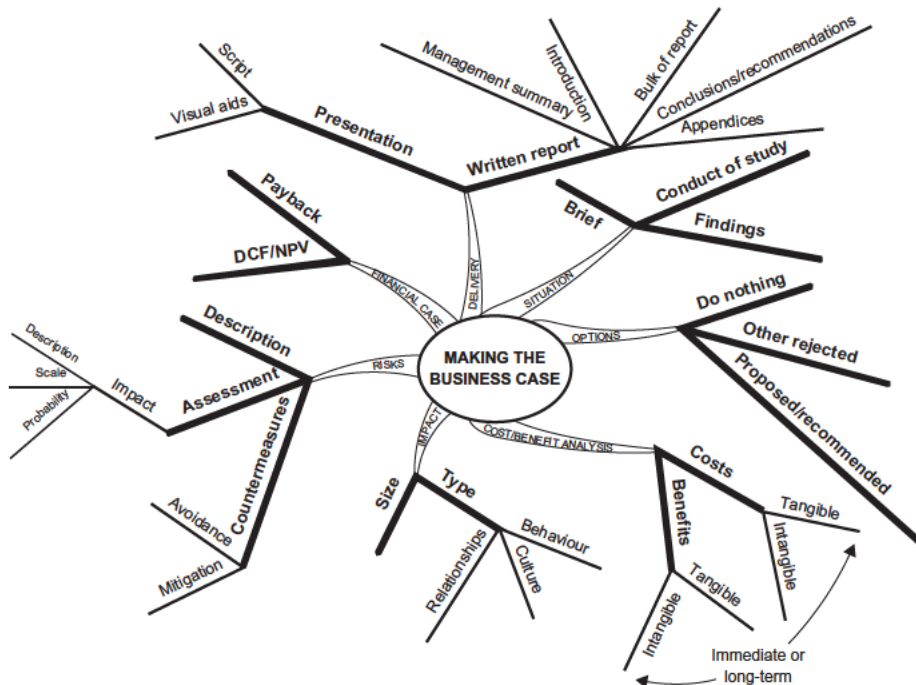 Script
Visual aids
Presentation
Management summary
Introduction
Bulk of report
Conclusions/recommendations
Appendices
Written report
DELIVERY
Brief
Conduct of study
Findings
SITUATION
Payback
DCF/NPV
FINANCIAL CASE
Do nothing
Other rejected
Proposed/recommended
OPTIONS
MAKING THE
BUSINESS CASE
Description
Assessment
Countermeasures
RISKS
Description
Scale
Probability
Impact
Avoidance
Mitigation
IMPACT
Size
Type
Relationships
Culture
Behaviour
COST/BENEFIT ANALYSIS
Costs
Benefits
Tangible
Intangible
Tangible
Intangible
Immediate or
long-term